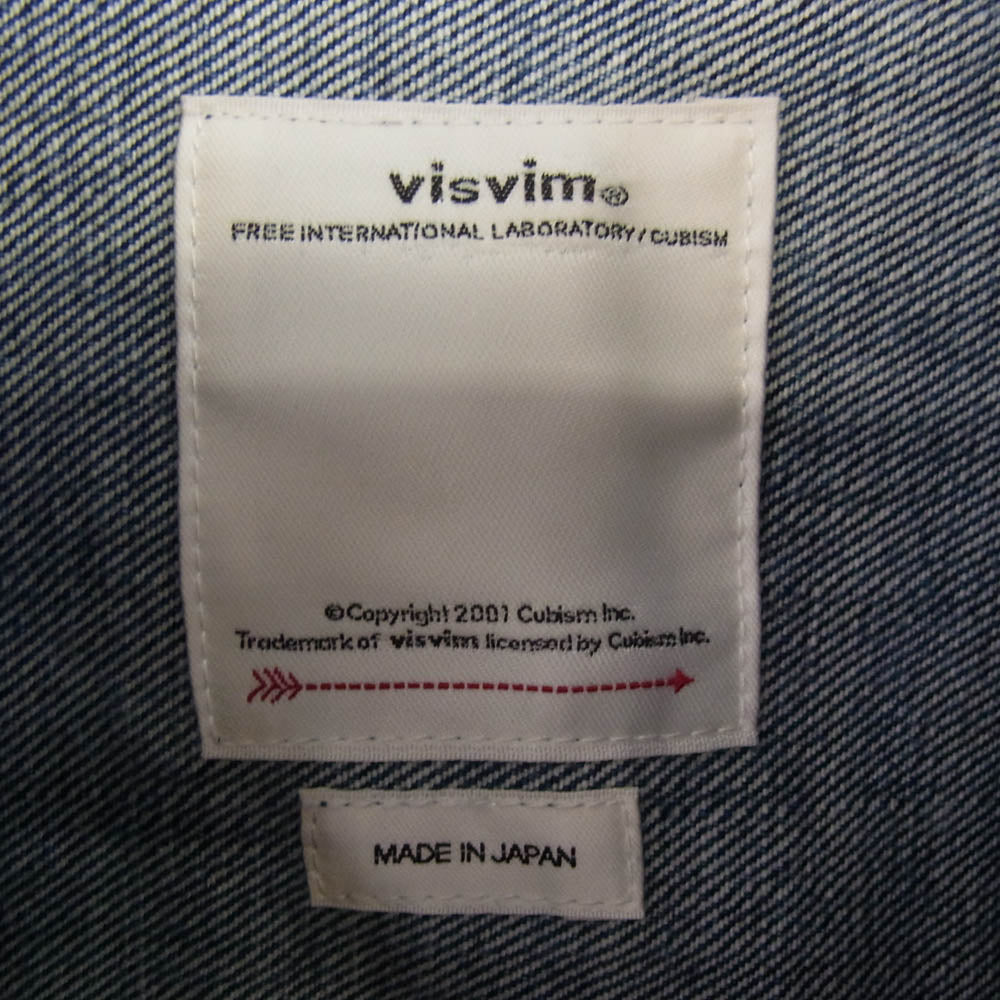 visvim®
FREE INTERNATIONAL LABORATORY / CUBISM
©Copyright 2001 Cubism Inc.
Trademark of visvim licensed by Cubism Inc.
MADE IN JAPAN